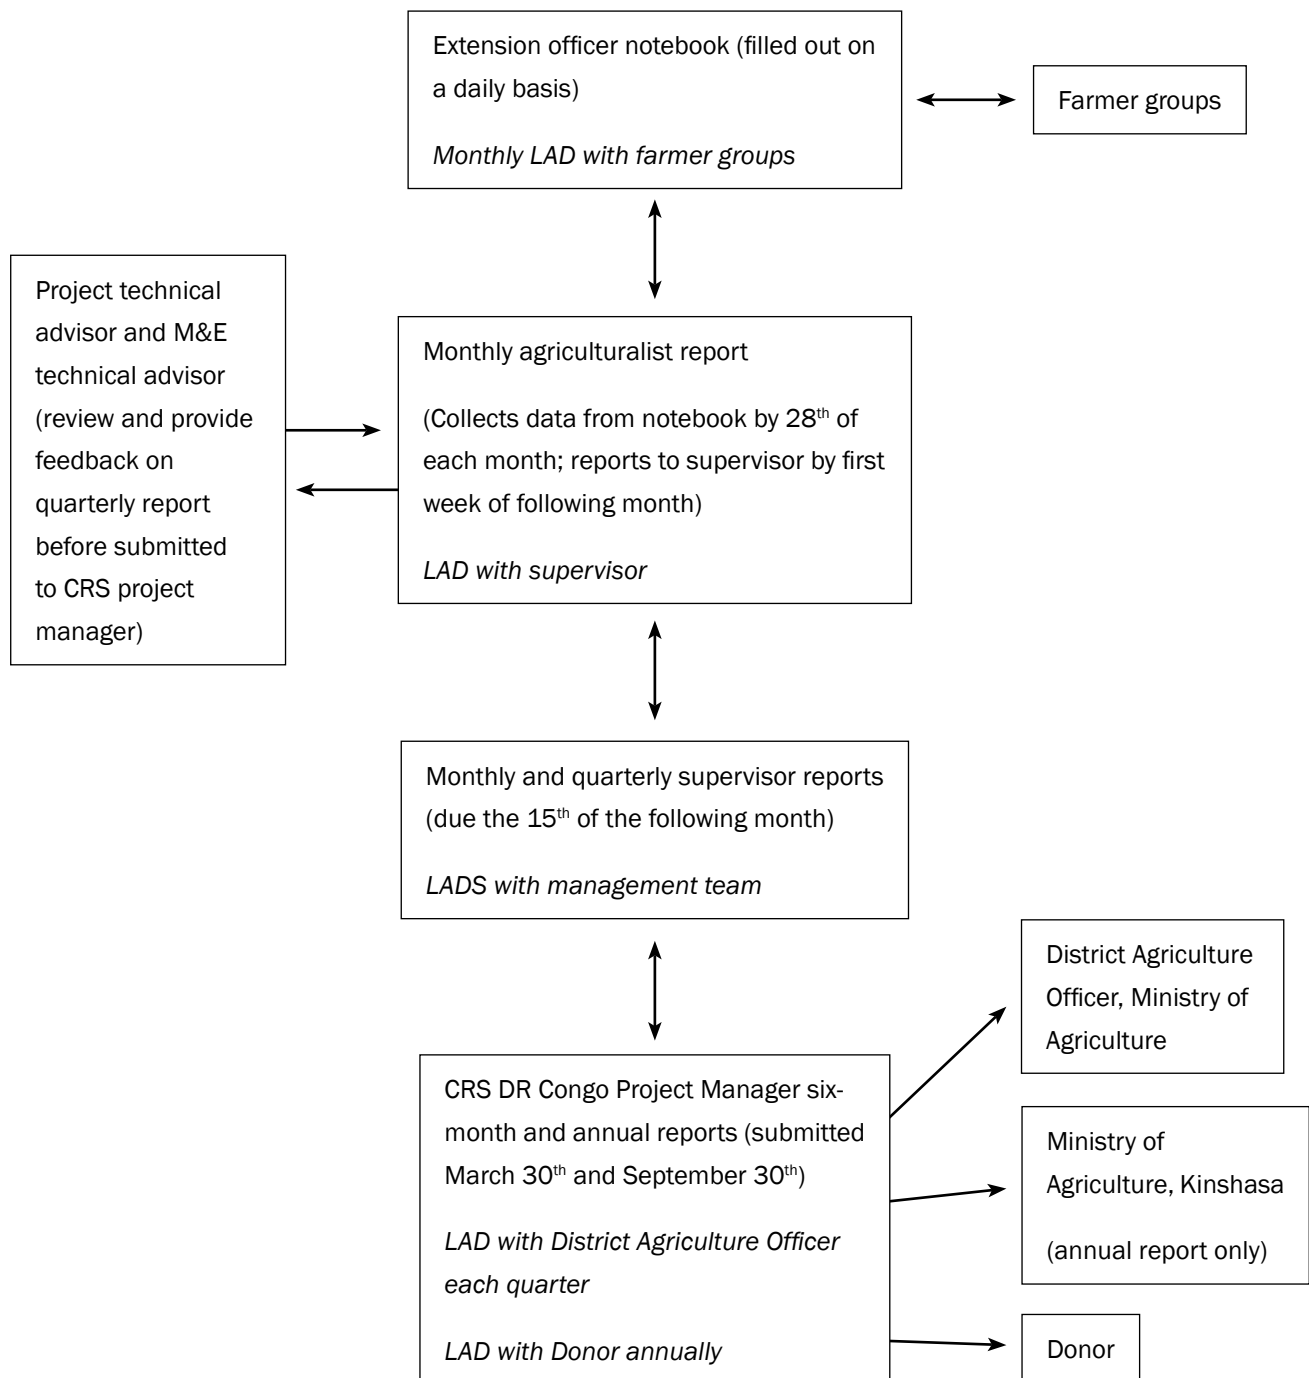 Extension officer notebook (filled out on
a daily basis)
Monthly LAD with farmer groups
Farmer groups
Project technical
advisor and M&E
technical advisor
(review and provide
feedback on
quarterly report
before submitted
to CRS project
manager)
Monthly agriculturalist report
(Collects data from notebook by 28th of
each month; reports to supervisor by first
week of following month)
LAD with supervisor
Monthly and quarterly supervisor reports
(due the 15th of the following month)
LADS with management team
CRS DR Congo Project Manager six-
month and annual reports (submitted
March 30th and September 30th)
LAD with District Agriculture Officer
each quarter
LAD with Donor annually
District Agriculture
Officer, Ministry of
Agriculture
Ministry of
Agriculture, Kinshasa
(annual report only)
Donor